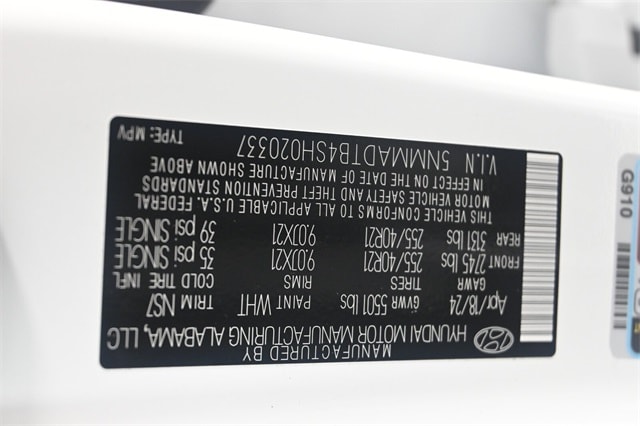 MANUFACTURED BY
HYUNDAI MOTOR MANUFACTURING ALABAMA, LLC
Apr/18/24 GVWR 5501 lbs PAINT WHT TRIM NS7
GAWR TIRES RIMS COLD TIRE INFL
FRONT 2745 lbs 255/40R21 9.0JX21 35 psi SINGLE
REAR 3131 lbs 255/40R21 9.0JX21 39 psi SINGLE
THIS VEHICLE CONFORMS TO ALL APPLICABLE U.S.A. FEDERAL
MOTOR VEHICLE SAFETY AND THEFT PREVENTION STANDARDS
IN EFFECT ON THE DATE OF MANUFACTURE SHOWN ABOVE
V.I.N 5NMMADTB4SH020337 TYPE: MPV
G910